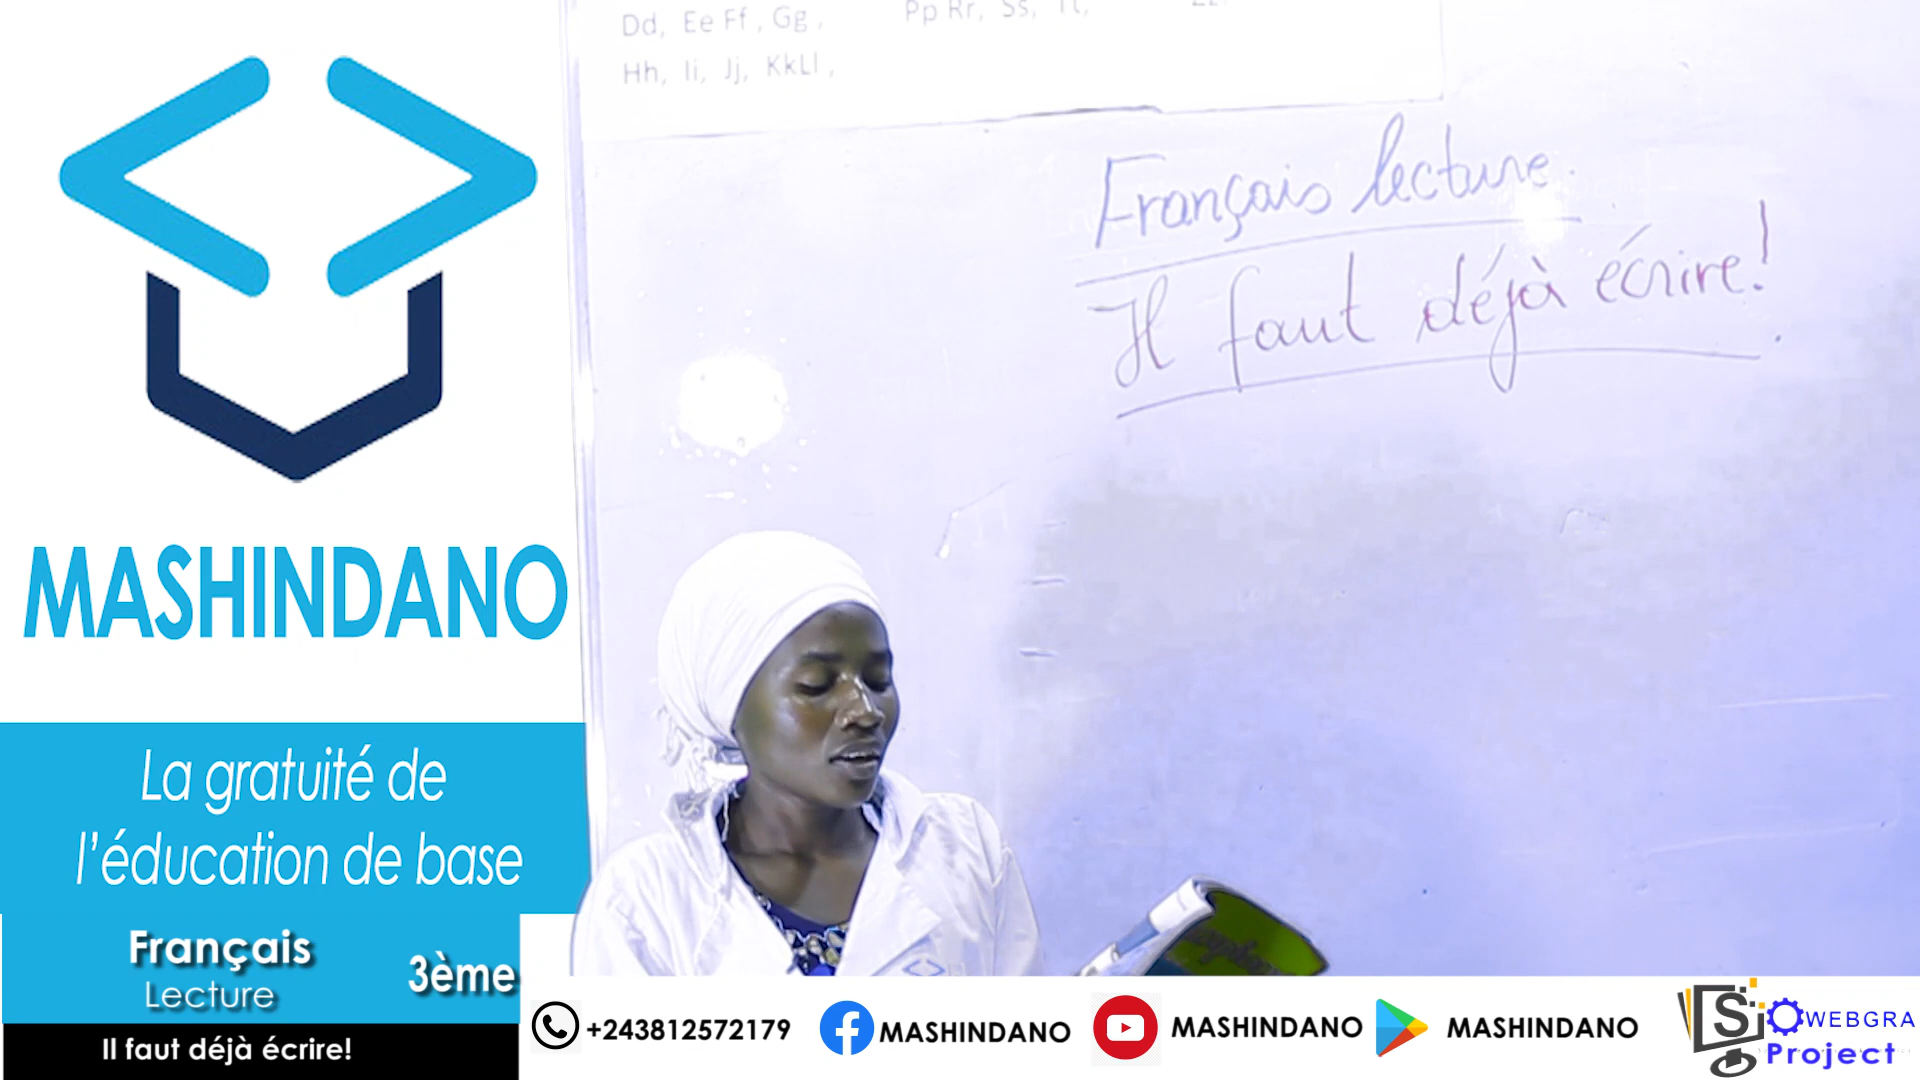 MASHINDANO
La gratuité de
l'éducation de base
Français
Lecture
3ème
Il faut déjà écrire!
Dd, Ee Ff , Gg ,
Hh, Ii, Jj, KkLl ,
Pp Rr, Ss, Tt,
Français lecture.
Il faut déjà écrire!
+243812572179
MASHINDANO
MASHINDANO
MASHINDANO
WEBGRA
Project